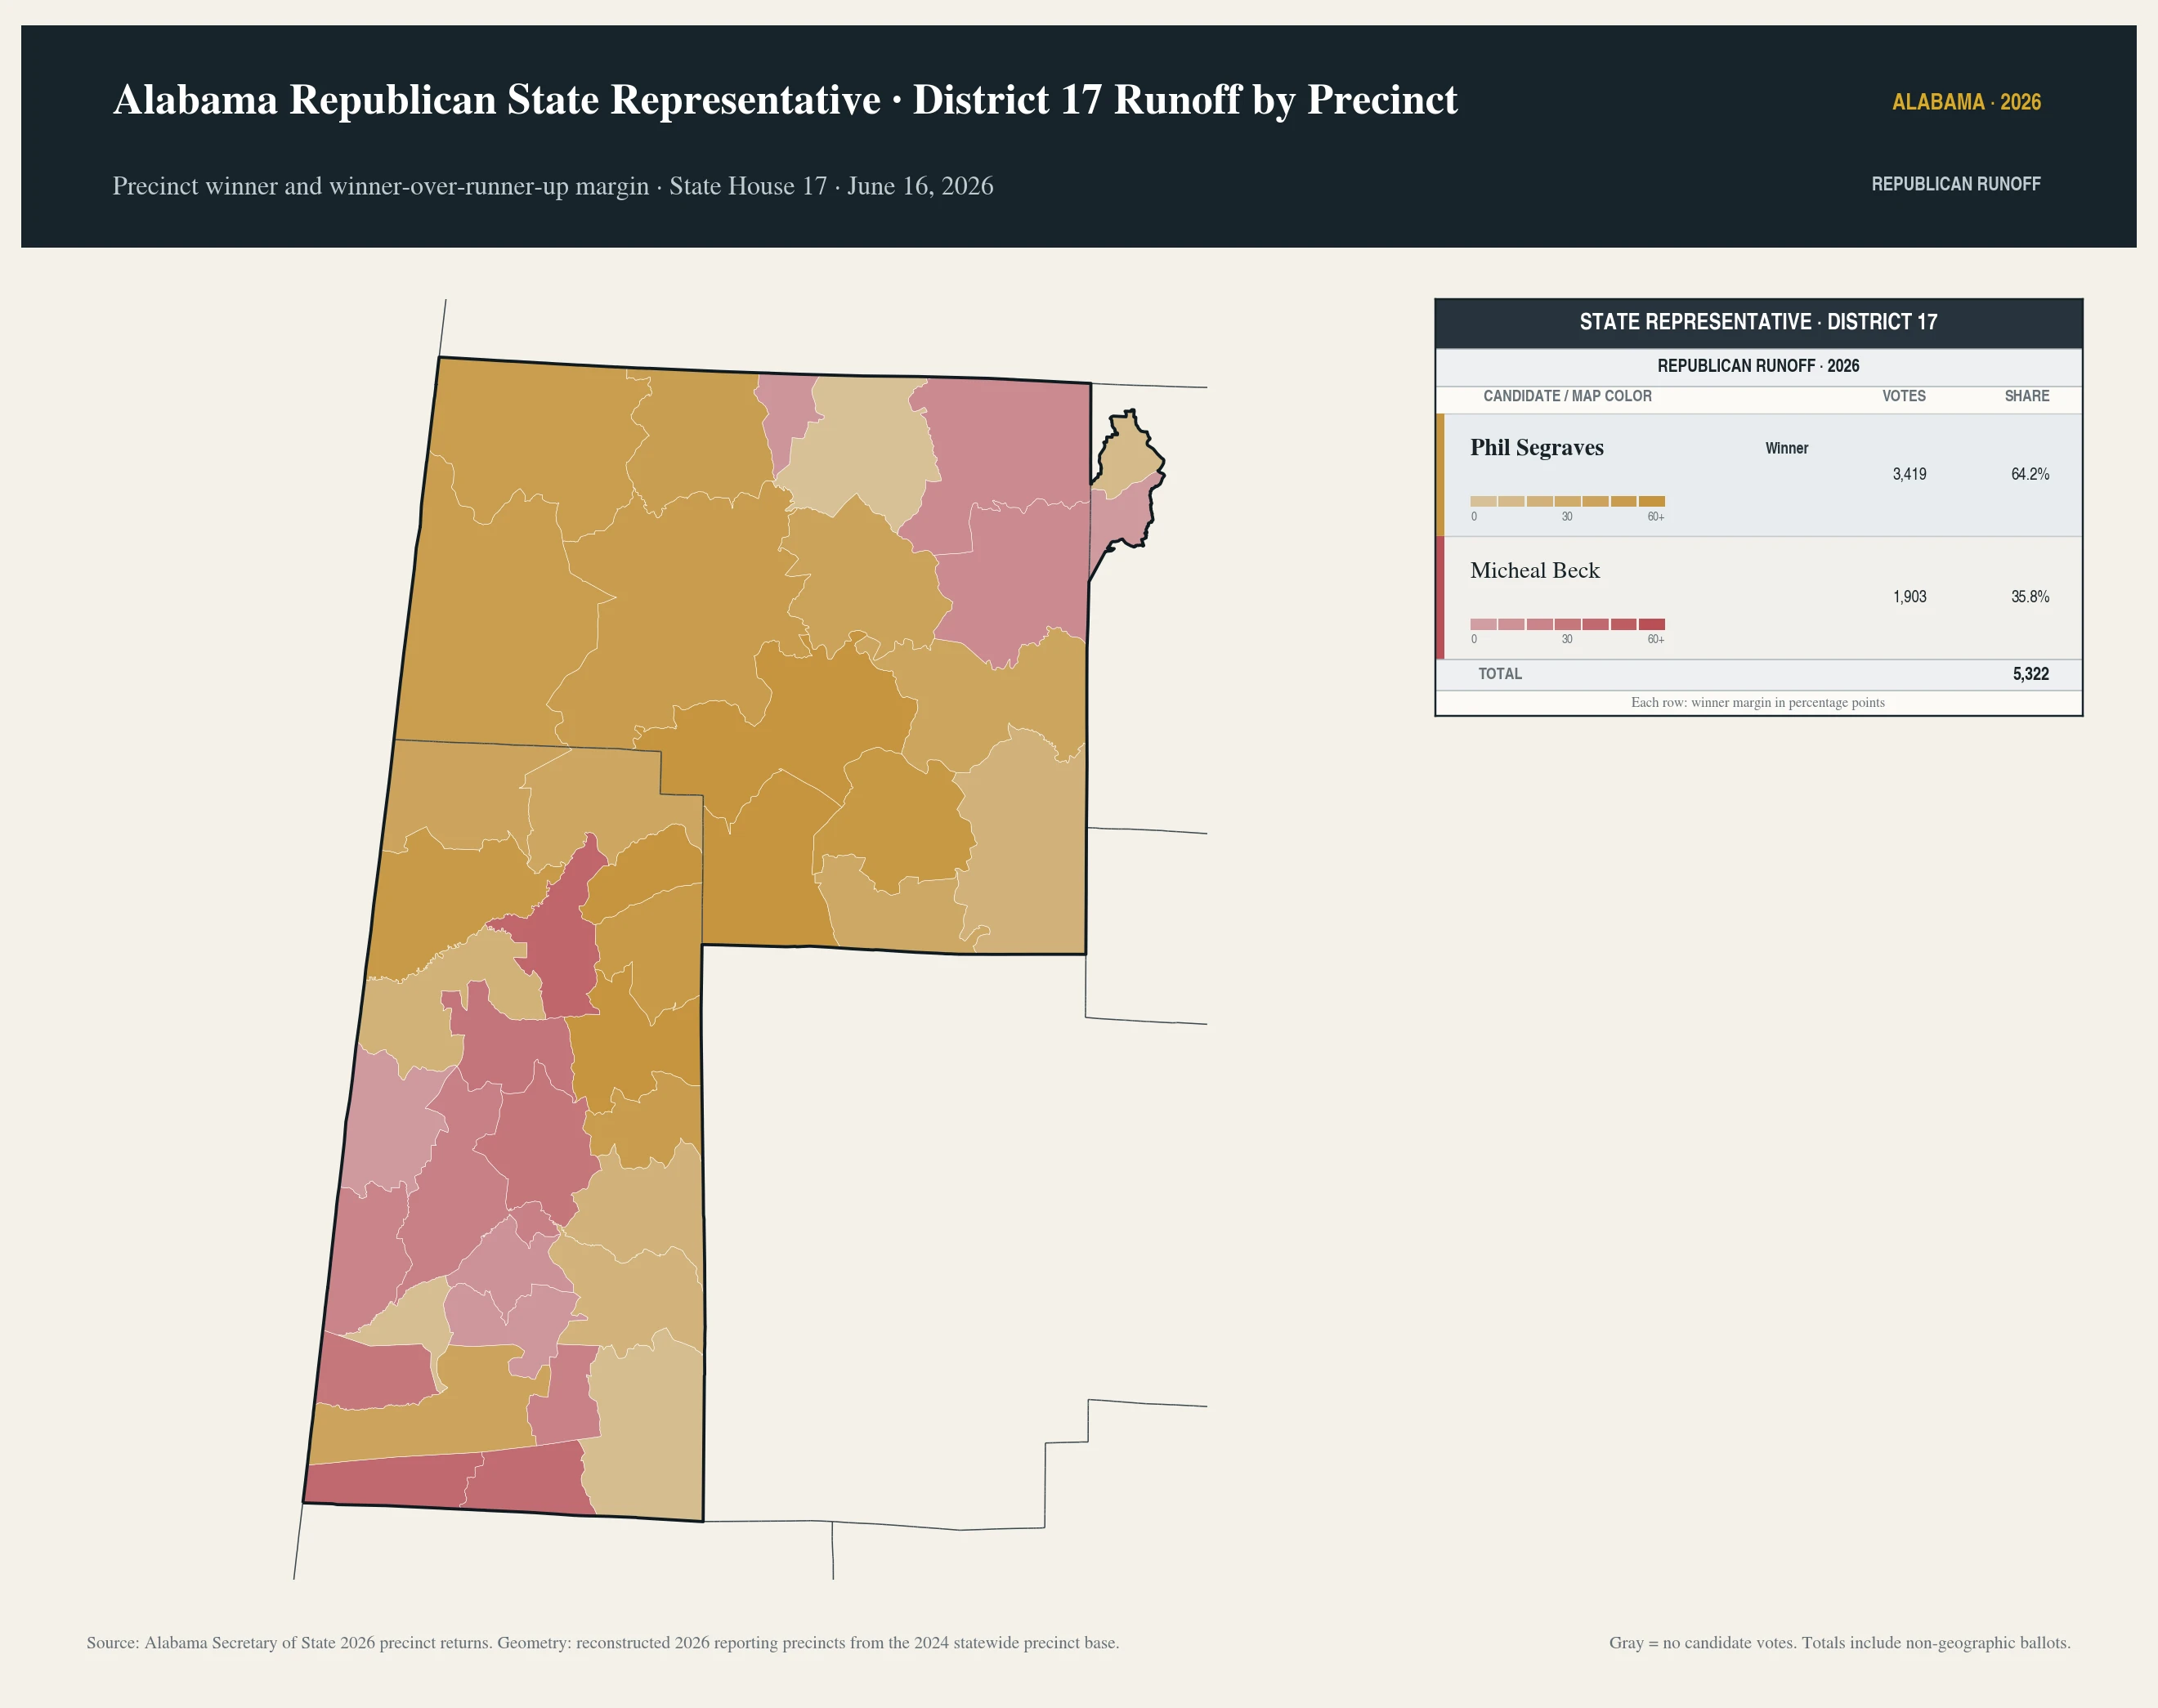 Alabama Republican State Representative · District 17 Runoff by Precinct
ALABAMA · 2026
Precinct winner and winner-over-runner-up margin · State House 17 · June 16, 2026
REPUBLICAN RUNOFF
STATE REPRESENTATIVE · DISTRICT 17
REPUBLICAN RUNOFF · 2026
CANDIDATE / MAP COLOR VOTES SHARE
Phil Segraves Winner
3,419 64.2%
0 30 60+
Micheal Beck
1,903 35.8%
0 30 60+
TOTAL 5,322
Each row: winner margin in percentage points
Source: Alabama Secretary of State 2026 precinct returns. Geometry: reconstructed 2026 reporting precincts from the 2024 statewide precinct base.
Gray = no candidate votes. Totals include non-geographic ballots.